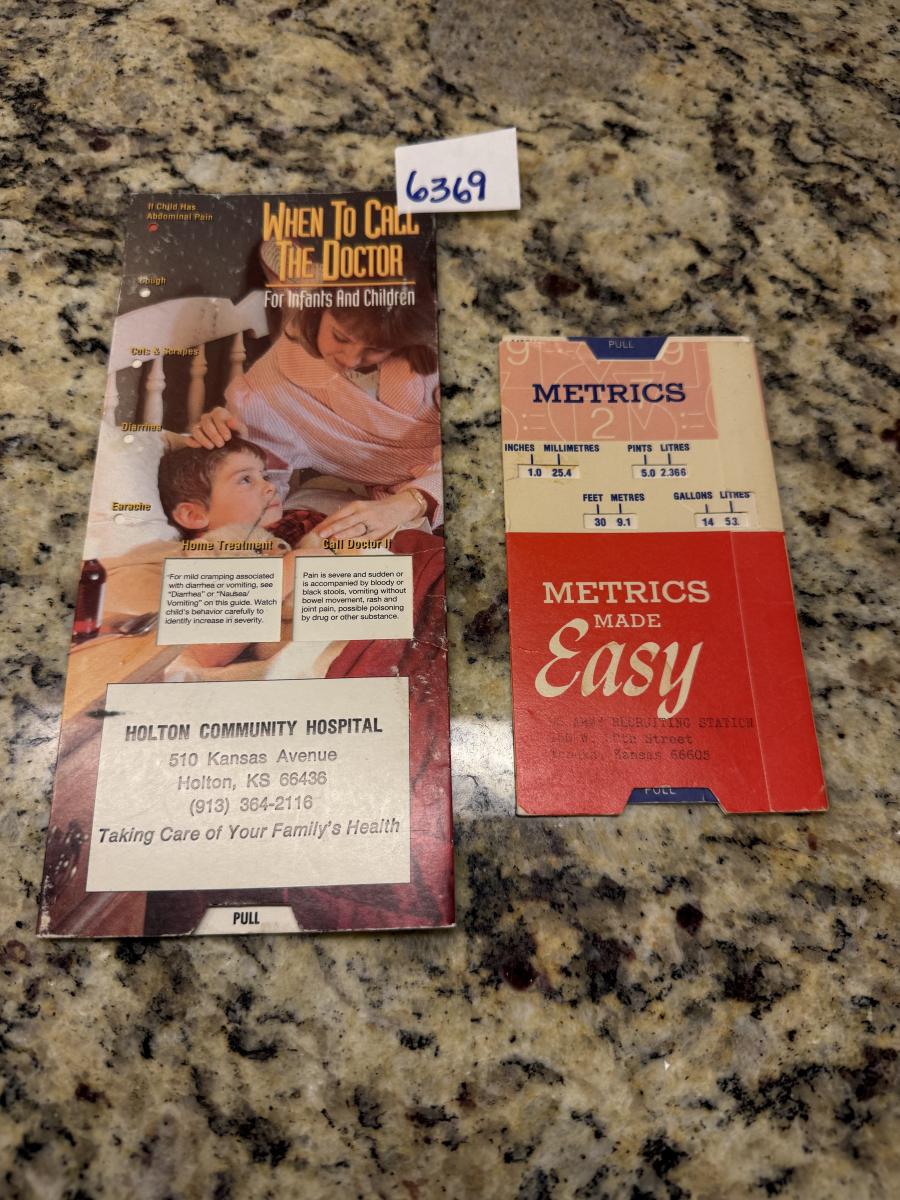 6369
If Child Has
Abdominal Pain
WHEN TO CALL
THE DOCTOR
For Infants And Children
Cough
Cuts & Scrapes
Diarrhea
Earache
Home Treatment
Call Doctor If
"For mild cramping associated
with diarrhea or vomiting, see
"Diarrhea" or "Nausea/
Vomiting" on this guide. Watch
child's behavior carefully to
identify increase in severity.
Pain is severe and sudden or
is accompanied by bloody or
black stools, vomiting without
bowel movement, rash and
joint pain, possible poisoning
by drug or other substance.
HOLTON COMMUNITY HOSPITAL
510 Kansas Avenue
Holton, KS 66436
(913) 364-2116
Taking Care of Your Family's Health
PULL
PULL
9 9
METRICS
2
INCHES MILLIMETRES
1.0 25.4
PINTS LITRES
5.0 2.366
FEET METRES
30 9.1
GALLONS LITRES
14 53.
METRICS
MADE
Easy
US ARMY RECRUITING STATION
Street
Kansas 66603
PULL